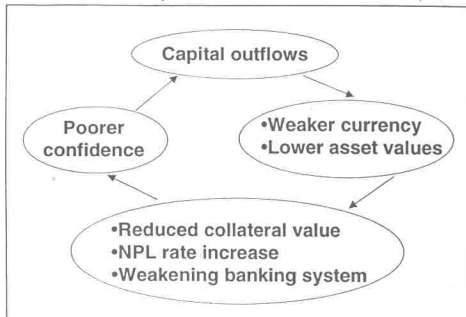 Capital outflows
Poorer
confidence
•Weaker currency
•Lower asset values
•Reduced collateral value
•NPL rate increase
•Weakening banking system